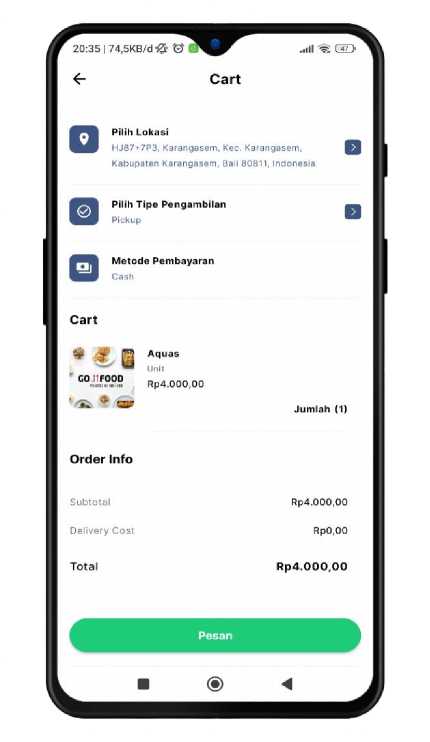 20:35 | 74,5KB/d
47
Cart
Pilih Lokasi
HJ87+7P3, Karangasem, Kec. Karangasem,
Kabupaten Karangasem, Bali 80811, Indonesia
Pilih Tipe Pengambilan
Pickup
Metode Pembayaran
Cash
Cart
Aquas
Unit
GO FOOD
Rp4.000,00
Jumlah (1)
Order Info
Subtotal
Rp4.000,00
Delivery Cost
Rp0,00
Total
Rp4.000,00
Pesan